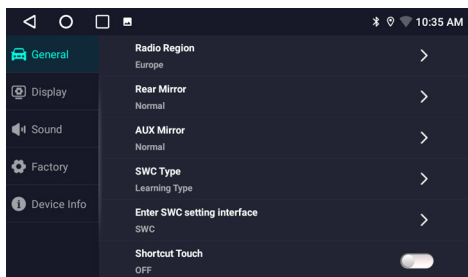 10:35 AM
General
Display
Sound
Factory
Device Info
Radio Region
Europe
Rear Mirror
Normal
AUX Mirror
Normal
SWC Type
Learning Type
Enter SWC setting interface
SWC
Shortcut Touch
OFF